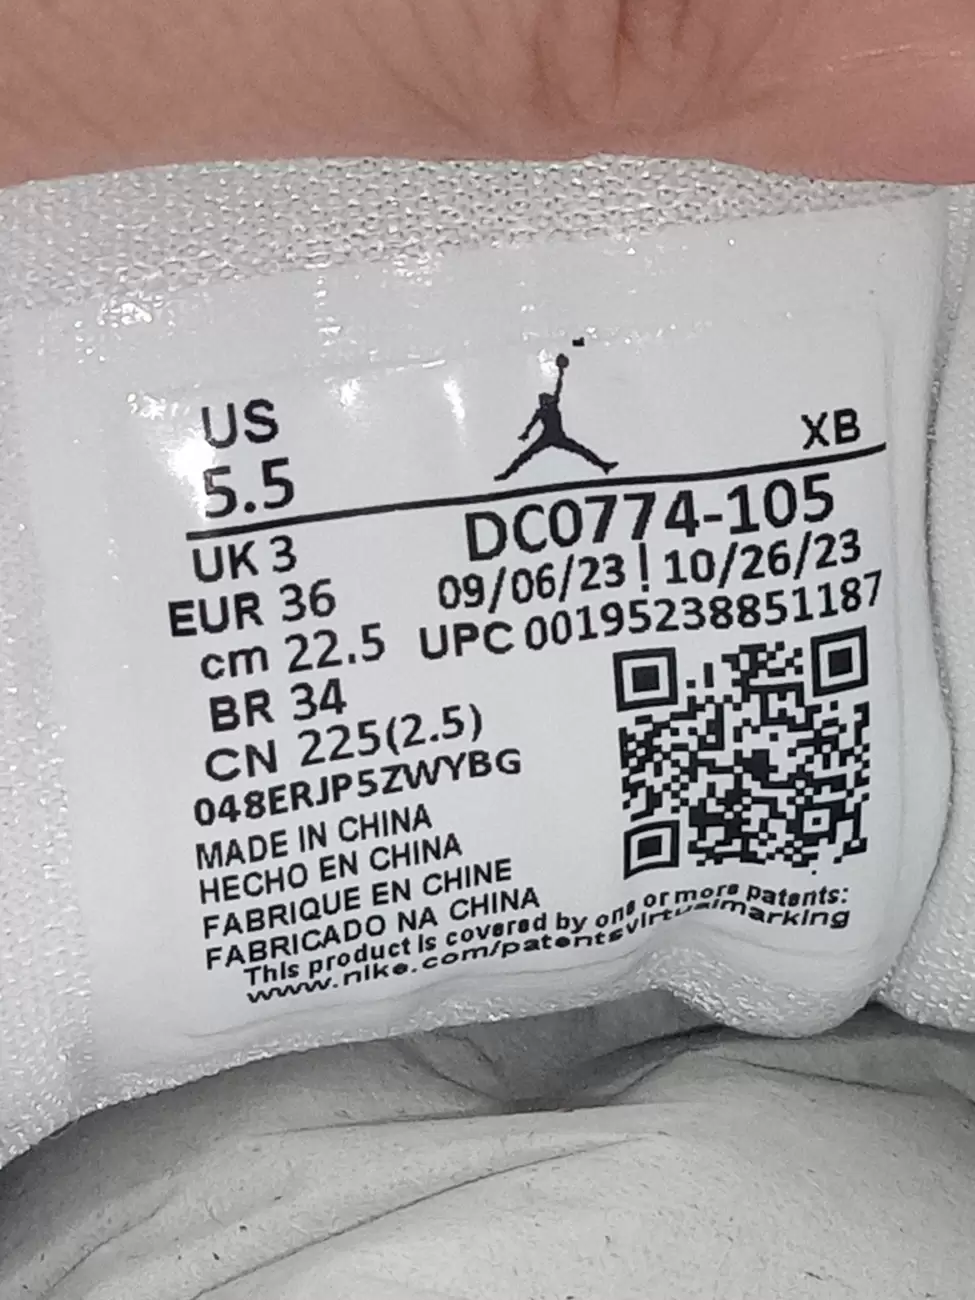 US
XB
5.5
DC0774-105
UK 3
09/06/23 | 10/26/23
EUR 36
UPC 00195238851187
cm 22.5
BR 34
CN 225(2.5)
048ERJP5ZWYBG
MADE IN CHINA
HECHO EN CHINA
FABRIQUE EN CHINE
FABRICADO NA CHINA
This product is covered by one or more patents:
www.nike.com/patentsvirtualmarking